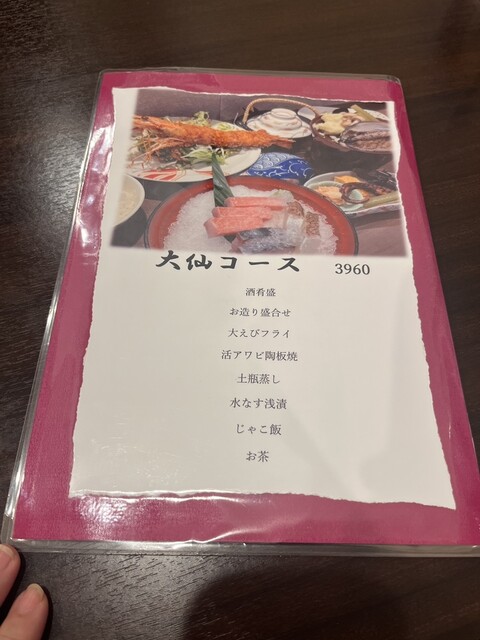 大仙コース 3960
酒肴盛
お造り盛合せ
大えびフライ
活アワビ陶板焼
土瓶蒸し
水なす浅漬
じゃこ飯
お茶